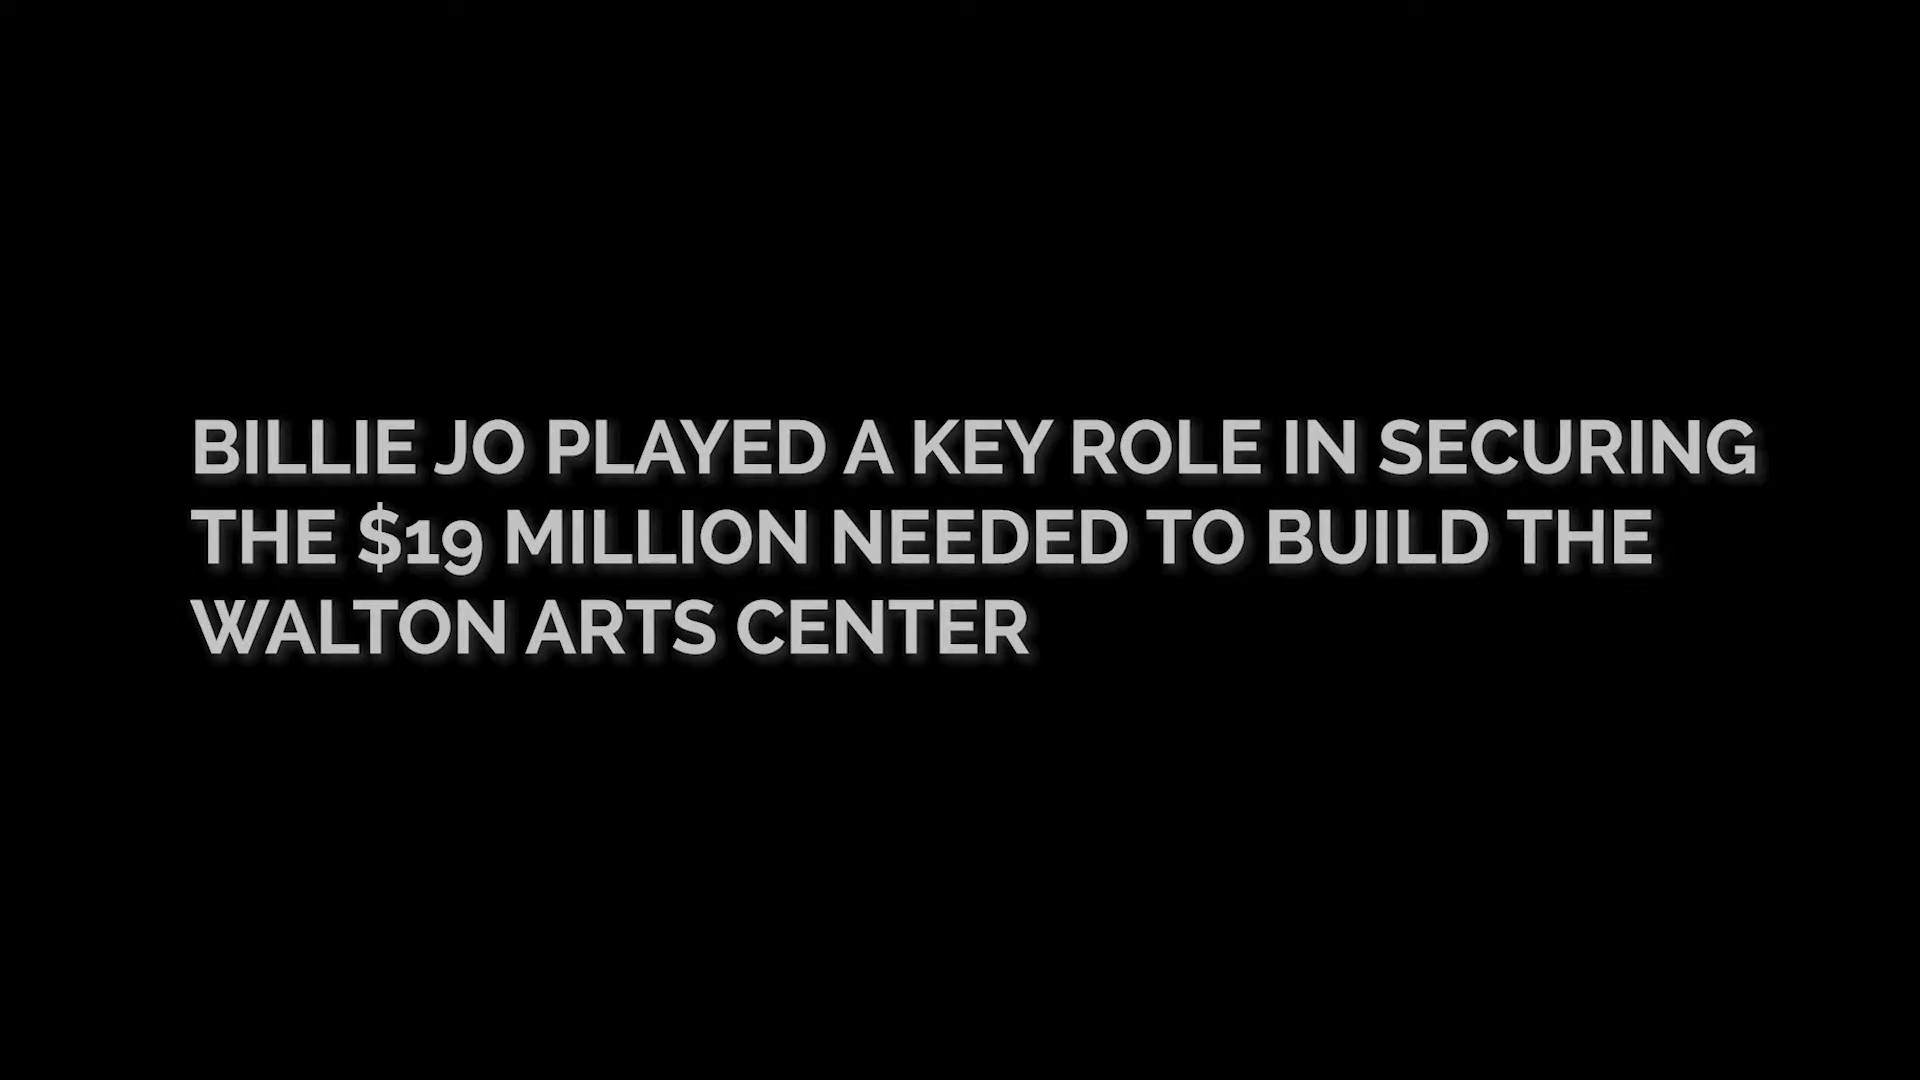 BILLIE JO PLAYED A KEY ROLE IN SECURING
THE $19 MILLION NEEDED TO BUILD THE
WALTON ARTS CENTER